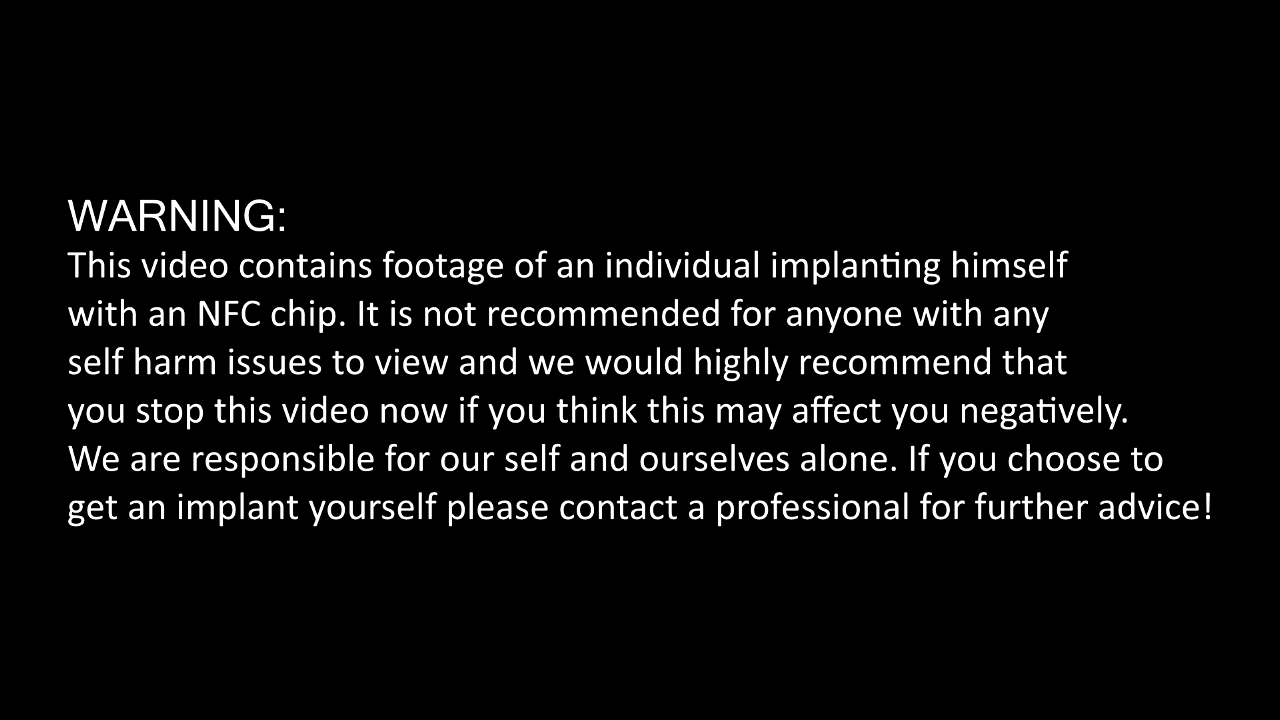 WARNING:
This video contains footage of an individual implanting himself
with an NFC chip. It is not recommended for anyone with any
self harm issues to view and we would highly recommend that
you stop this video now if you think this may affect you negatively.
We are responsible for our self and ourselves alone. If you choose to
get an implant yourself please contact a professional for further advice!